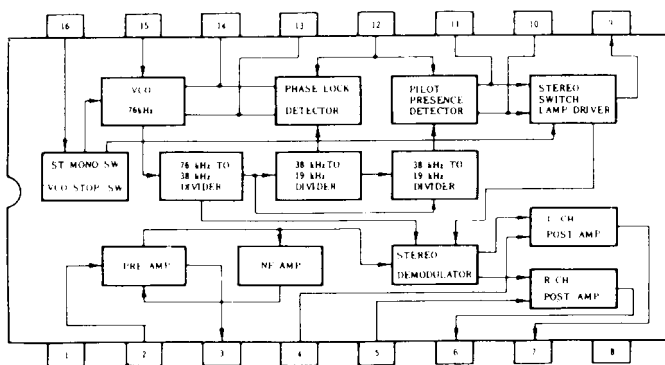 16 15 14 13 12 11 10 9
VCO
76kHz
PHASE LOCK
DETECTOR
PILOT
PRESENCE
DETECTOR
STEREO
SWITCH
LAMP DRIVER
ST MONO SW
VCO STOP SW
76 kHz TO
38 kHz
DIVIDER
38 kHz TO
19 kHz
DIVIDER
38 kHz TO
19 kHz
DIVIDER
PRE AMP
NF AMP
STEREO
DEMODULATOR
L CH
POST AMP
R CH
POST AMP
1 2 3 4 5 6 7 8